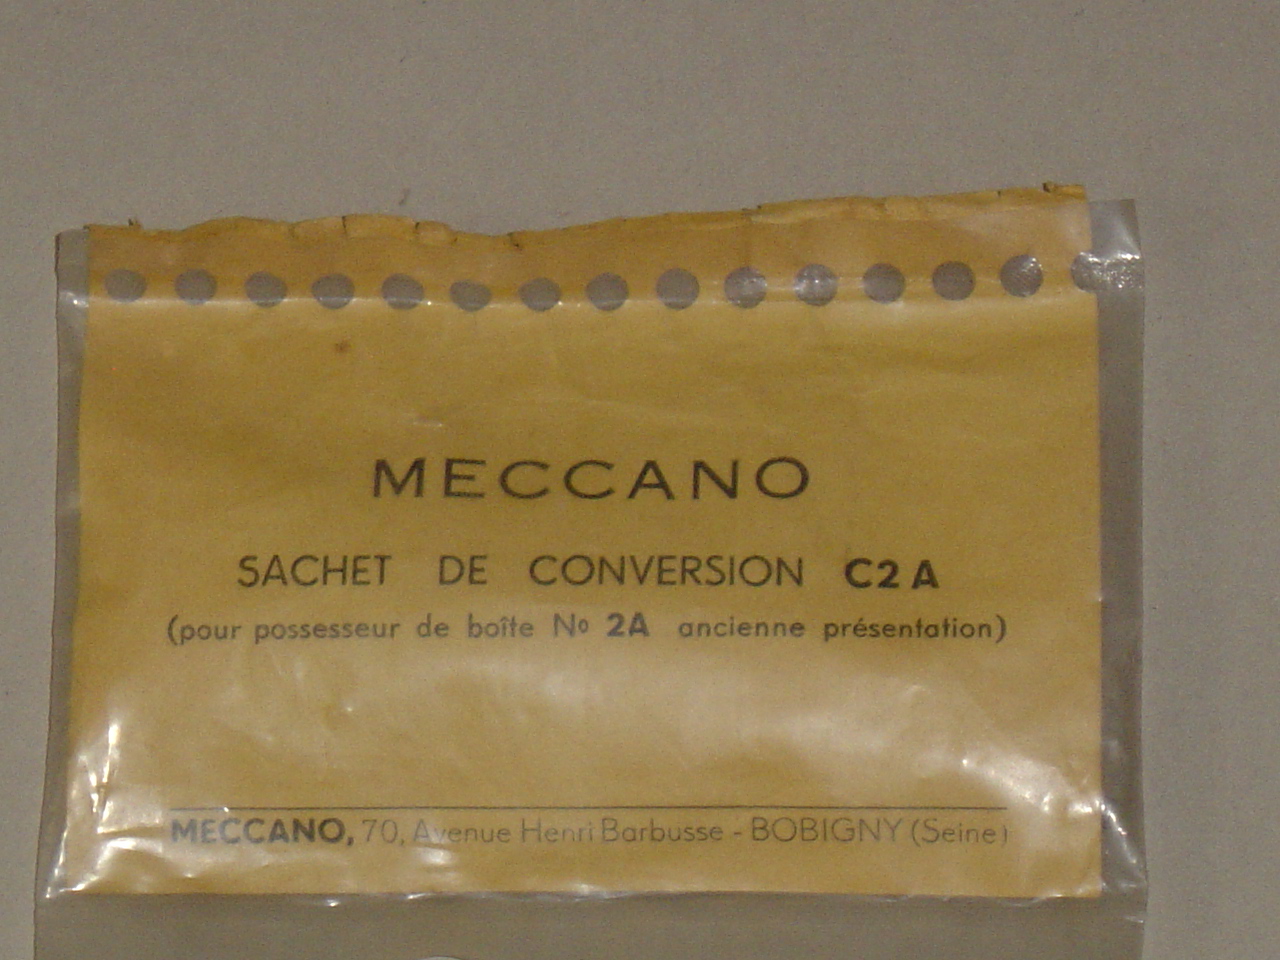 MECCANO
SACHET DE CONVERSION C2A
(pour possesseur de boîte No 2A ancienne présentation)
MECCANO, 70, Avenue Henri Barbusse - BOBIGNY (Seine)